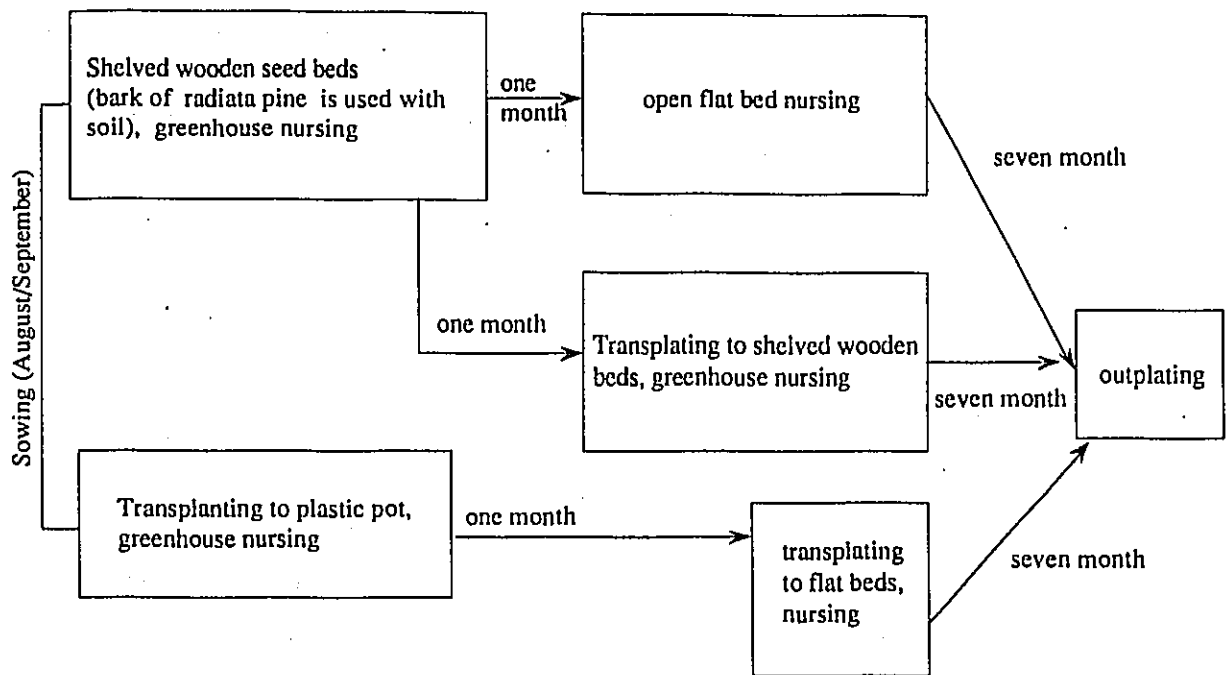 Shelved wooden seed beds
(bark of radiata pine is used with
soil), greenhouse nursing
one
month
open flat bed nursing
seven month
Sowing (August/September)
one month
Transplating to shelved wooden
beds, greenhouse nursing
seven month
outplating
Transplanting to plastic pot,
greenhouse nursing
one month
transplating
to flat beds,
nursing
seven month